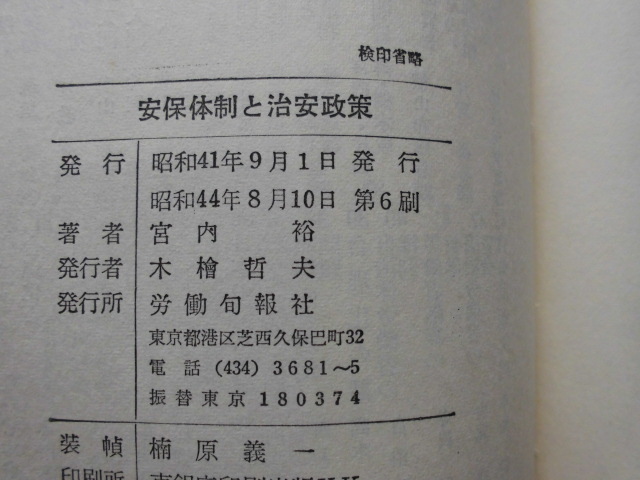 検印省略
安保体制と治安政策
発行 昭和41年9月1日 発行
昭和44年8月10日 第6刷
著者 宮内 裕
発行者 木檜哲夫
発行所 労働旬報社
東京都港区芝西久保巴町32
電話 (434) 3681〜5
振替東京 180374
装幀 楠原義一
印刷所